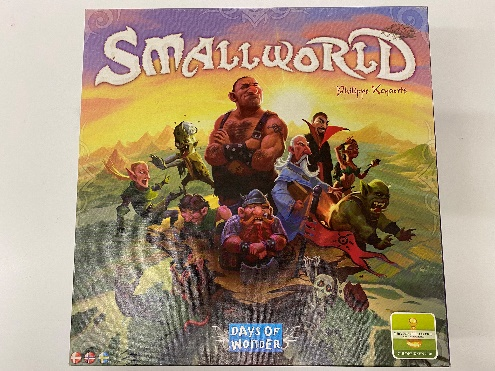 SMALLWORLD
Philippe Keyaerts
DAYS OF
WONDER